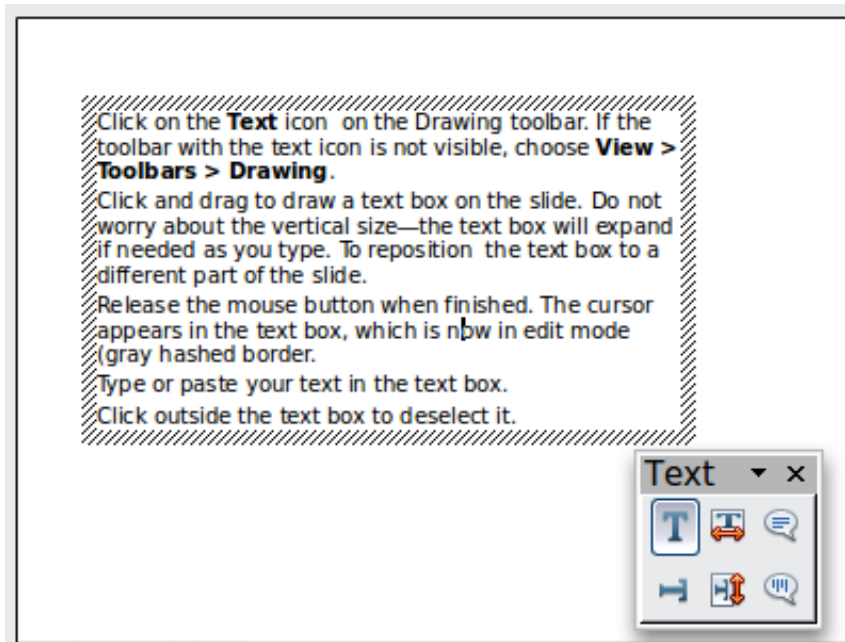 Click on the Text icon  on the Drawing toolbar. If the
toolbar with the text icon is not visible, choose View >
Toolbars > Drawing.
Click and drag to draw a text box on the slide. Do not
worry about the vertical size—the text box will expand
if needed as you type. To reposition  the text box to a
different part of the slide.
Release the mouse button when finished. The cursor
appears in the text box, which is now in edit mode
(gray hashed border.
Type or paste your text in the text box.
Click outside the text box to deselect it.
Text